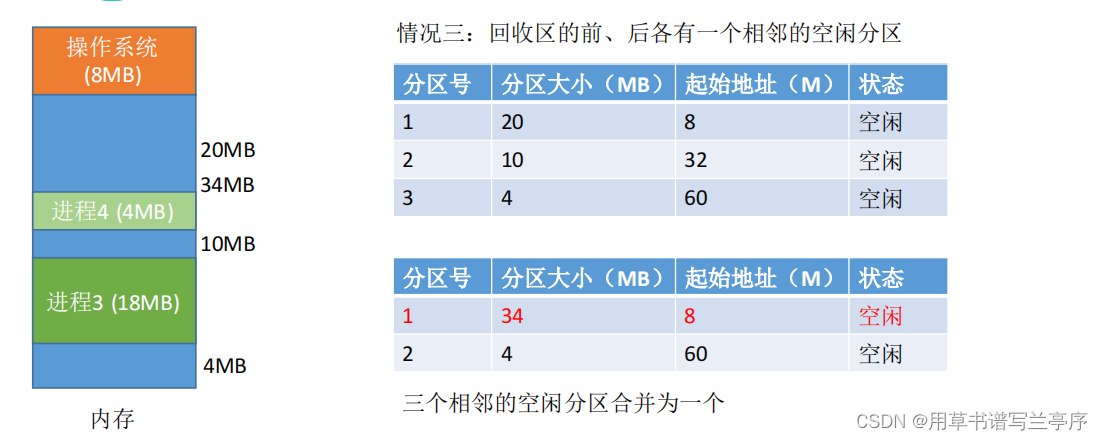 操作系统
(8MB)
20MB
34MB
进程4 (4MB)
10MB
进程3 (18MB)
4MB
内存
情况三：回收区的前、后各有一个相邻的空闲分区
分区号 分区大小（MB） 起始地址（M） 状态
1 20 8 空闲
2 10 32 空闲
3 4 60 空闲
分区号 分区大小（MB） 起始地址（M） 状态
1 34 8 空闲
2 4 60 空闲
三个相邻的空闲分区合并为一个
CSDN @用草书谱写兰亭序